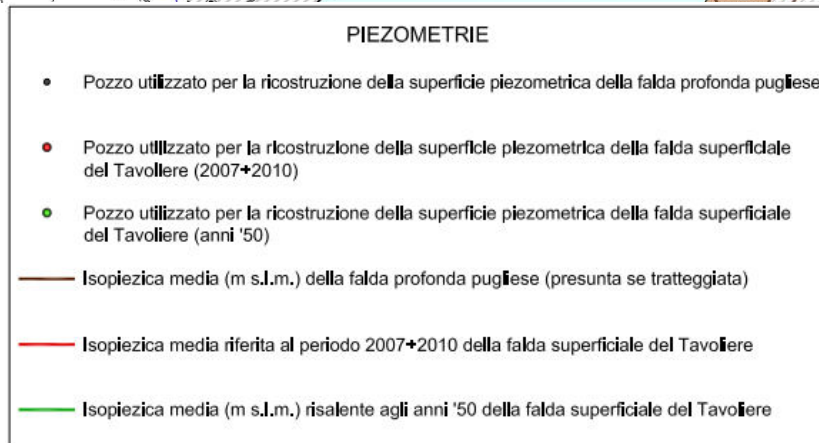 PIEZOMETRIE
Pozzo utilizzato per la ricostruzione della superficie piezometrica della falda profonda pugliese
Pozzo utilizzato per la ricostruzione della superficie piezometrica della falda superficiale
del Tavoliere (2007÷2010)
Pozzo utilizzato per la ricostruzione della superficie piezometrica della falda superficiale
del Tavoliere (anni '50)
Isopiezica media (m s.l.m.) della falda profonda pugliese (presunta se tratteggiata)
Isopiezica media riferita al periodo 2007÷2010 della falda superficiale del Tavoliere
Isopiezica media (m s.l.m.) risalente agli anni '50 della falda superficiale del Tavoliere